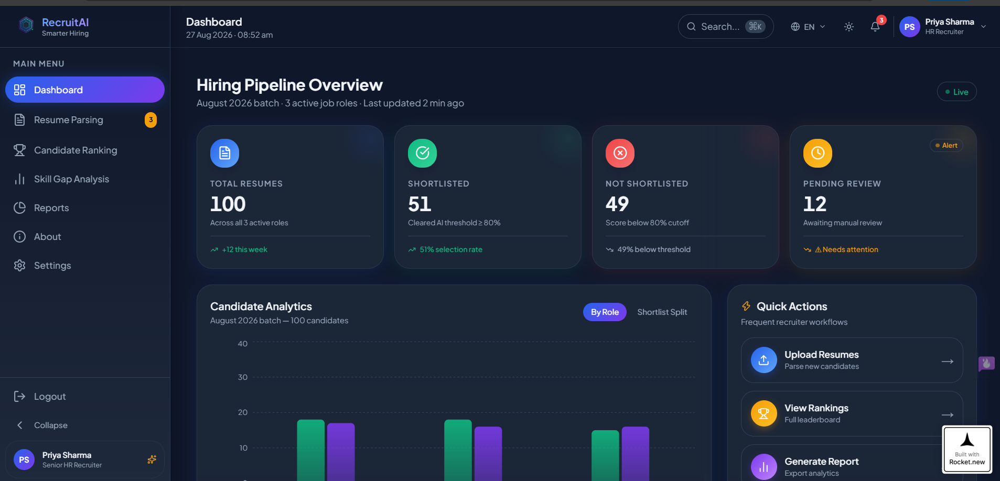 RecruitAI
Smarter Hiring
Dashboard
27 Aug 2026 · 08:52 am
Search... ⌘K
EN
3
PS
Priya Sharma
HR Recruiter
MAIN MENU
Dashboard
Resume Parsing 3
Candidate Ranking
Skill Gap Analysis
Reports
About
Settings
Logout
Collapse
PS
Priya Sharma
Senior HR Recruiter
Hiring Pipeline Overview
August 2026 batch · 3 active job roles · Last updated 2 min ago
Live
TOTAL RESUMES
100
Across all 3 active roles
+12 this week
SHORTLISTED
51
Cleared AI threshold ≥ 80%
51% selection rate
NOT SHORTLISTED
49
Score below 80% cutoff
49% below threshold
Alert
PENDING REVIEW
12
Awaiting manual review
⚠ Needs attention
Candidate Analytics
August 2026 batch — 100 candidates
By Role
Shortlist Split
40
30
20
10
Quick Actions
Frequent recruiter workflows
Upload Resumes
Parse new candidates
→
View Rankings
Full leaderboard
→
Generate Report
Export analytics
Built with
Rocket.new